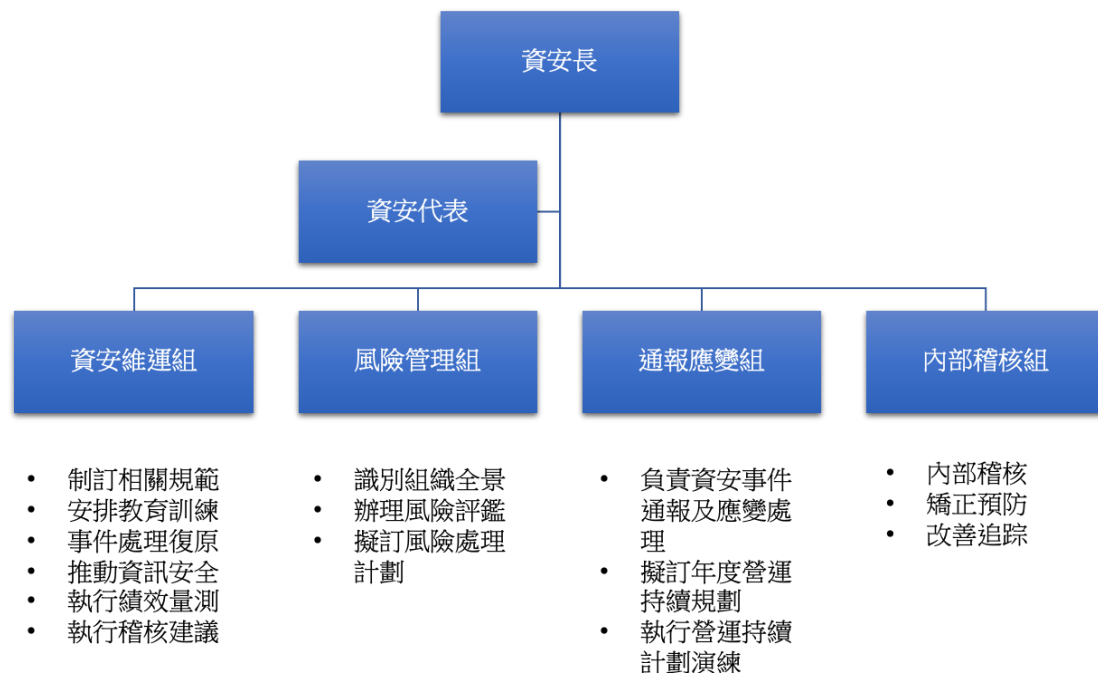 資安長
資安代表
資安維運組
風險管理組
通報應變組
內部稽核組
• 制訂相關規範
• 安排教育訓練
• 事件處理復原
• 推動資訊安全
• 執行績效量測
• 執行稽核建議
• 識別組織全景
• 辦理風險評鑑
• 擬訂風險處理
計劃
• 負責資安事件
通報及應變處
理
• 擬訂年度營運
持續規劃
• 執行營運持續
計劃演練
• 內部稽核
• 矯正預防
• 改善追踪